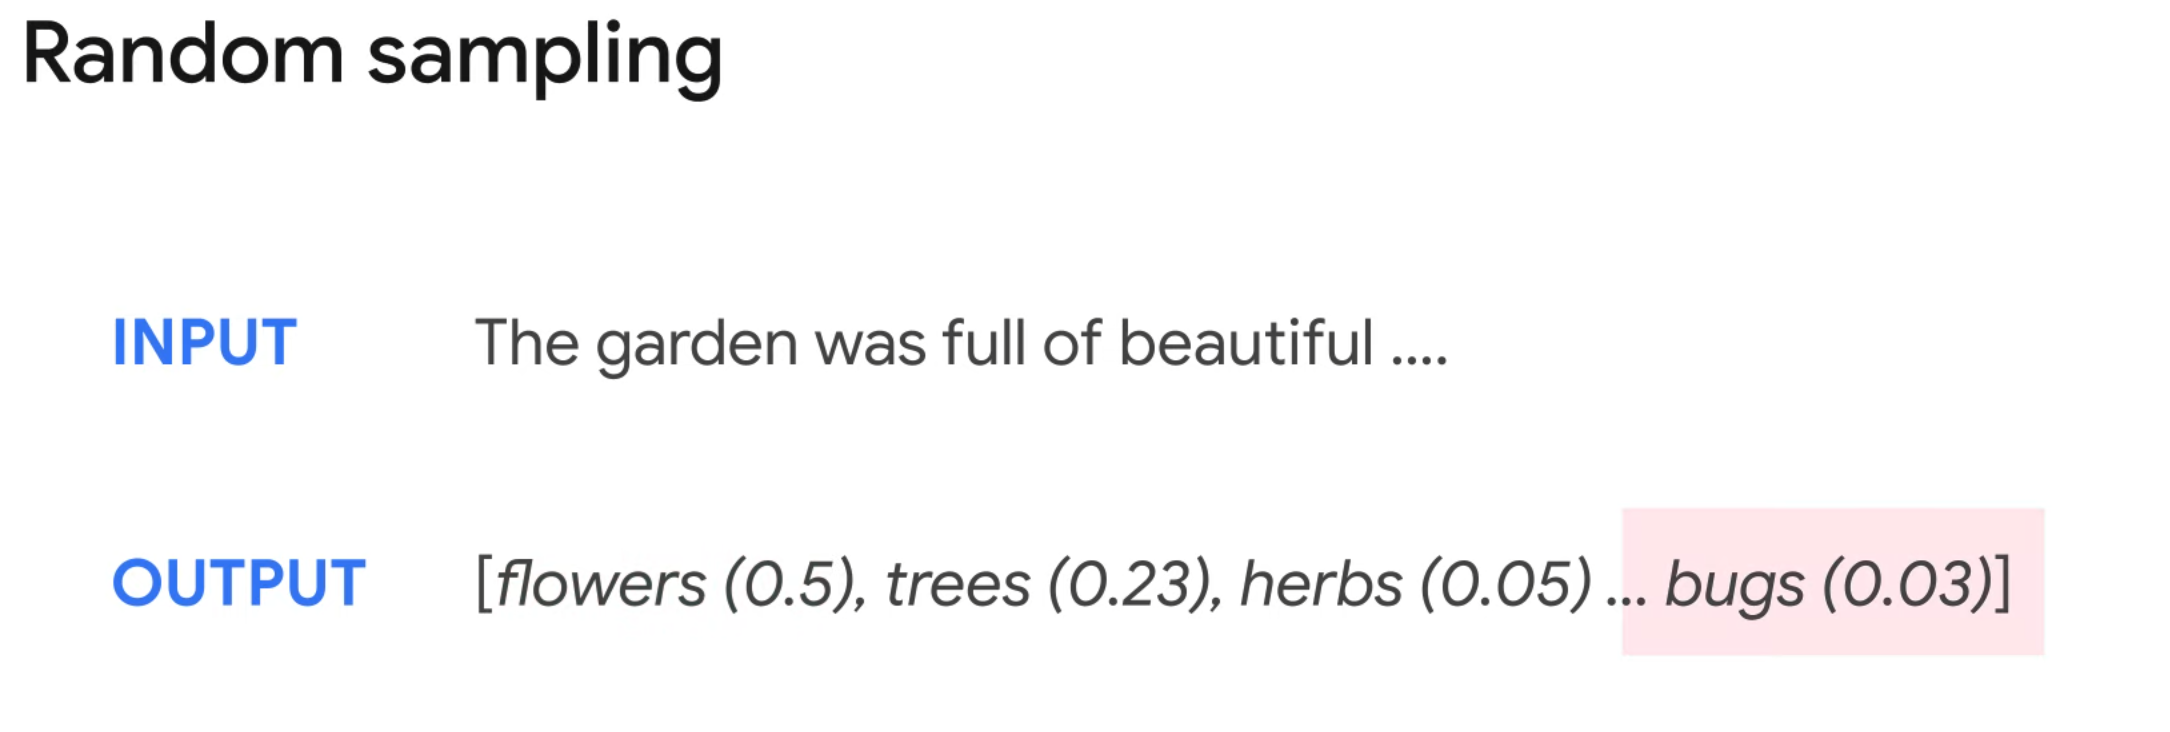 Random sampling
INPUT The garden was full of beautiful ....
OUTPUT [flowers (0.5), trees (0.23), herbs (0.05) ... bugs (0.03)]